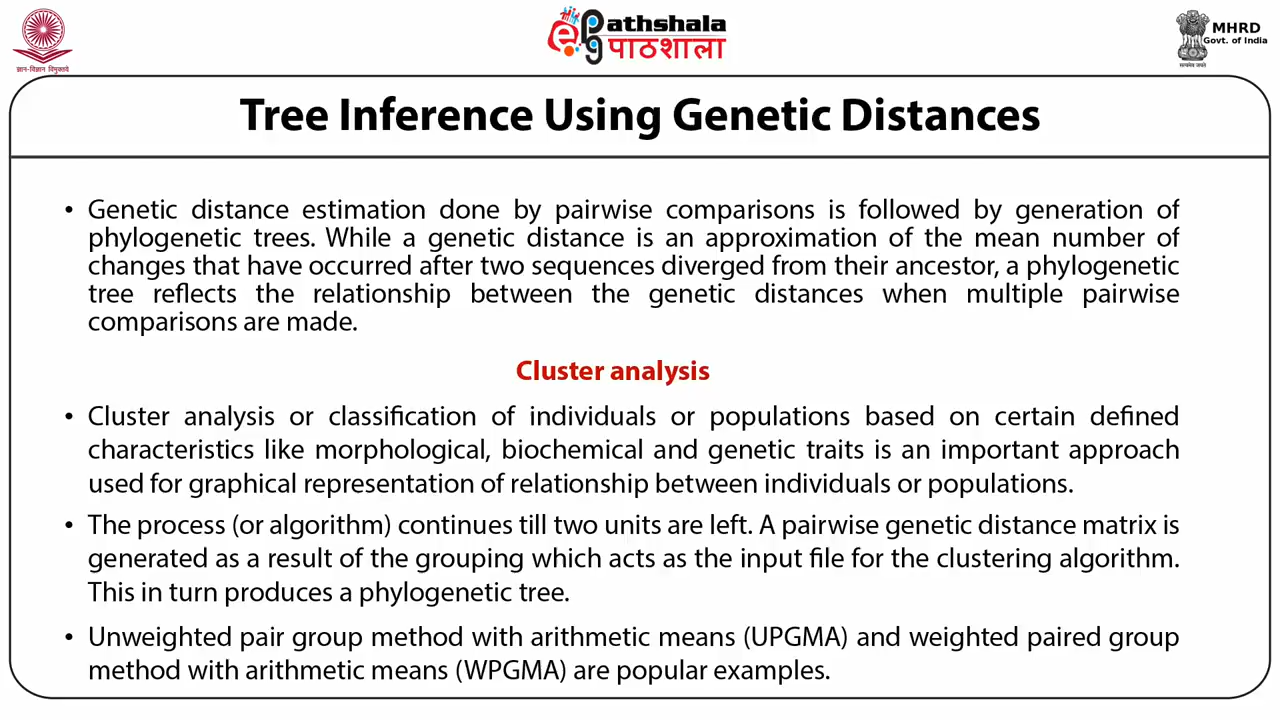 ज्ञान-विज्ञान विमुक्तये
epathshala
पाठशाला
MHRD
Govt. of India
सत्यमेव जयते
Tree Inference Using Genetic Distances
• Genetic distance estimation done by pairwise comparisons is followed by generation of
phylogenetic trees. While a genetic distance is an approximation of the mean number of
changes that have occurred after two sequences diverged from their ancestor, a phylogenetic
tree reflects the relationship between the genetic distances when multiple pairwise
comparisons are made.
Cluster analysis
• Cluster analysis or classification of individuals or populations based on certain defined
characteristics like morphological, biochemical and genetic traits is an important approach
used for graphical representation of relationship between individuals or populations.
• The process (or algorithm) continues till two units are left. A pairwise genetic distance matrix is
generated as a result of the grouping which acts as the input file for the clustering algorithm.
This in turn produces a phylogenetic tree.
• Unweighted pair group method with arithmetic means (UPGMA) and weighted paired group
method with arithmetic means (WPGMA) are popular examples.